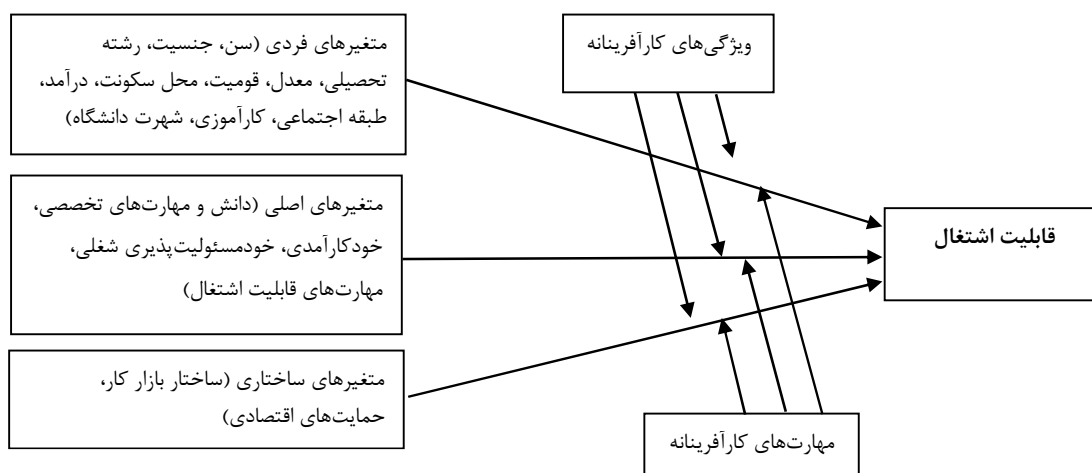 متغیرهای فردی (سن، جنسیت، رشته
تحصیلی، معدل، قومیت، محل سکونت، درآمد،
طبقه اجتماعی، کارآموزی، شهرت دانشگاه)
ویژگی‌های کارآفرینانه
متغیرهای اصلی (دانش و مهارت‌های تخصصی،
خودکارآمدی، خودمسئولیت‌پذیری شغلی،
مهارت‌های قابلیت اشتغال)
قابلیت اشتغال
متغیرهای ساختاری (ساختار بازار کار،
حمایت‌های اقتصادی)
مهارت‌های کارآفرینانه